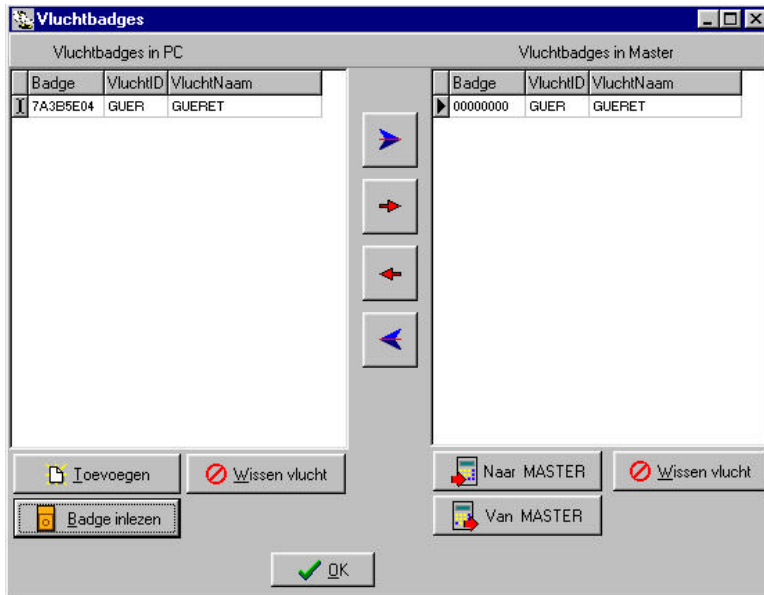 Vluchtbadges
Vluchtbadges in PC
Vluchtbadges in Master
Badge VluchtID VluchtNaam
7A3B5E04 GUER GUERET
Badge VluchtID VluchtNaam
00000000 GUER GUERET
Toevoegen
Wissen vlucht
Badge inlezen
Naar MASTER
Wissen vlucht
Van MASTER
OK